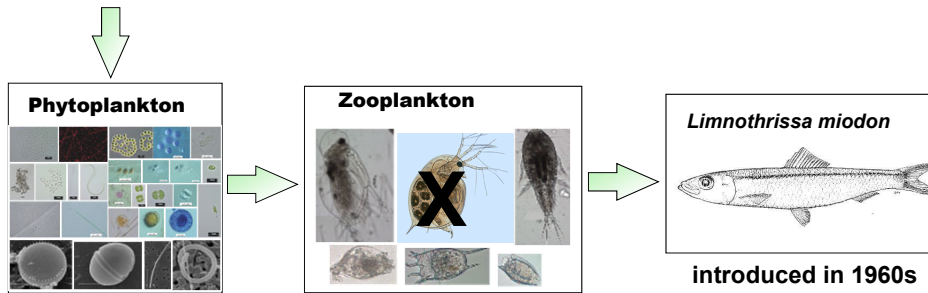 Phytoplankton
Zooplankton
X
Limnothrissa miodon
introduced in 1960s